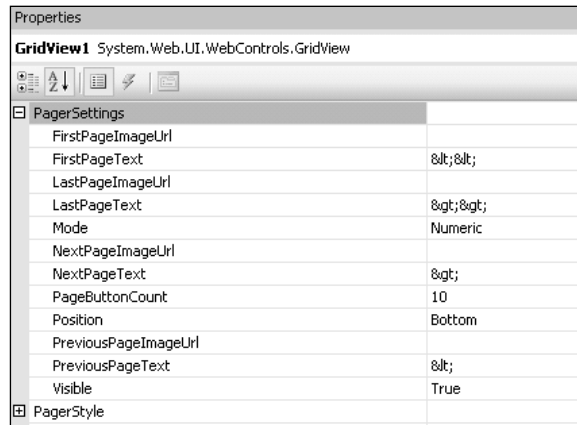 Properties
GridView1 System.Web.UI.WebControls.GridView
PagerSettings
FirstPageImageUrl
FirstPageText &lt;&lt;
LastPageImageUrl
LastPageText &gt;&gt;
Mode Numeric
NextPageImageUrl
NextPageText &gt;
PageButtonCount 10
Position Bottom
PreviousPageImageUrl
PreviousPageText &lt;
Visible True
PagerStyle